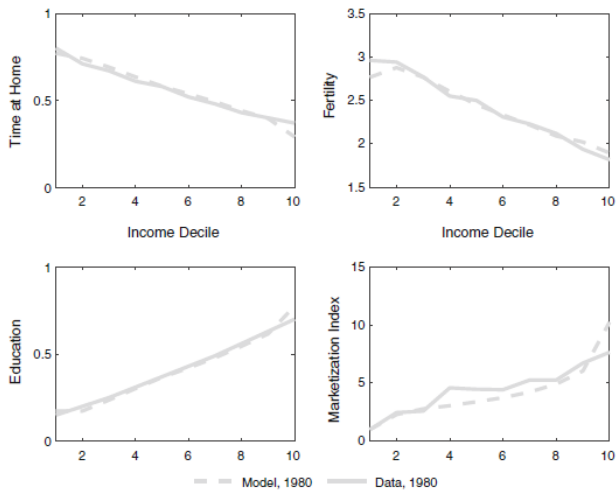 1
0.5
0
Time at Home
2 4 6 8 10
Income Decile
3.5
3
2.5
2
1.5
Fertility
2 4 6 8 10
Income Decile
1
0.5
0
Education
2 4 6 8 10
15
10
5
0
Marketization Index
2 4 6 8 10
Model, 1980 Data, 1980